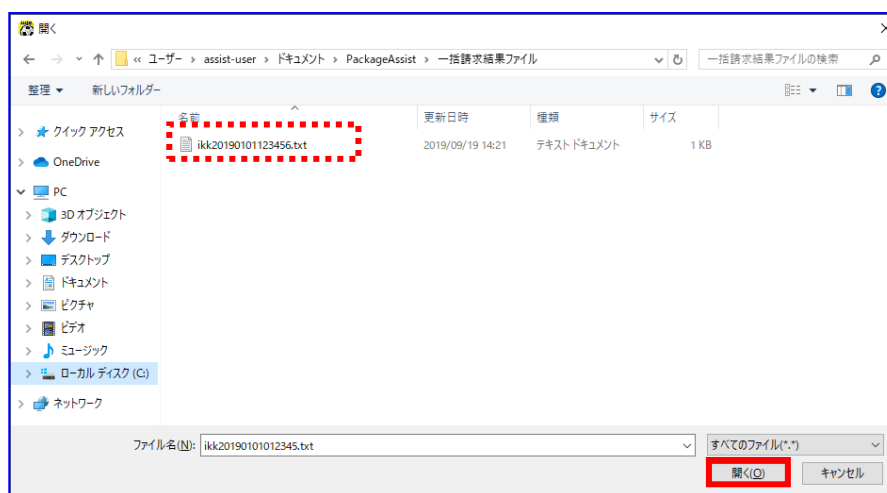 開く
« ユーザー > assist-user > ドキュメント > PackageAssist > 一括請求結果ファイル
一括請求結果ファイルの検索
整理 新しいフォルダー
名前 更新日時 種類 サイズ
ikk20190101123456.txt 2019/09/19 14:21 テキスト ドキュメント 1 KB
クイック アクセス
OneDrive
PC
3D オブジェクト
ダウンロード
デスクトップ
ドキュメント
ピクチャ
ビデオ
ミュージック
ローカル ディスク (C:)
ネットワーク
ファイル名(N): ikk20190101012345.txt すべてのファイル(*.*)
開く(O) キャンセル